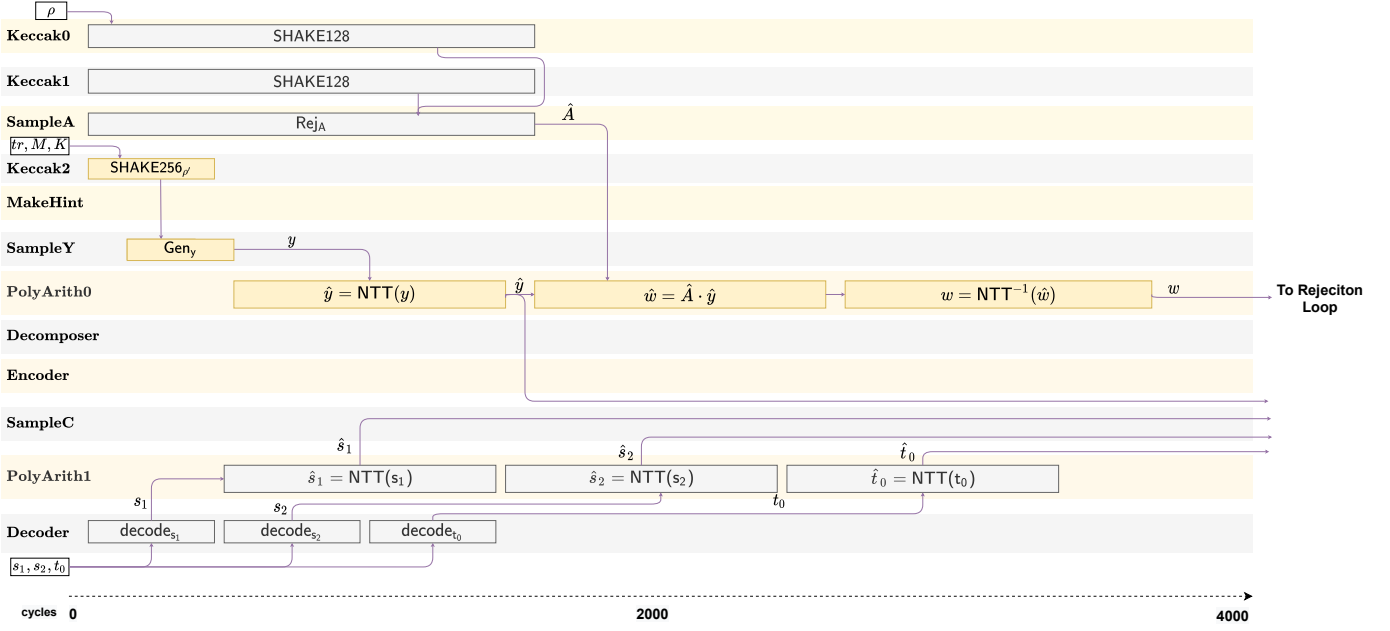 ρ
Keccak0 SHAKE128
Keccak1 SHAKE128
SampleA Rej_A Â
tr, M, K
Keccak2 SHAKE256_ρ′
MakeHint
SampleY Gen_y y
PolyArith0 ŷ = NTT(y) ŷ ŵ = Â · ŷ w = NTT⁻¹(ŵ) w To Rejeciton
Loop
Decomposer
Encoder
SampleC
ŝ₁ ŝ₂ t̂₀
PolyArith1 ŝ₁ = NTT(s₁) ŝ₂ = NTT(s₂) t̂₀ = NTT(t₀)
s₁ s₂ t₀
Decoder decode_s₁ decode_s₂ decode_t₀
s₁, s₂, t₀
cycles 0 2000 4000